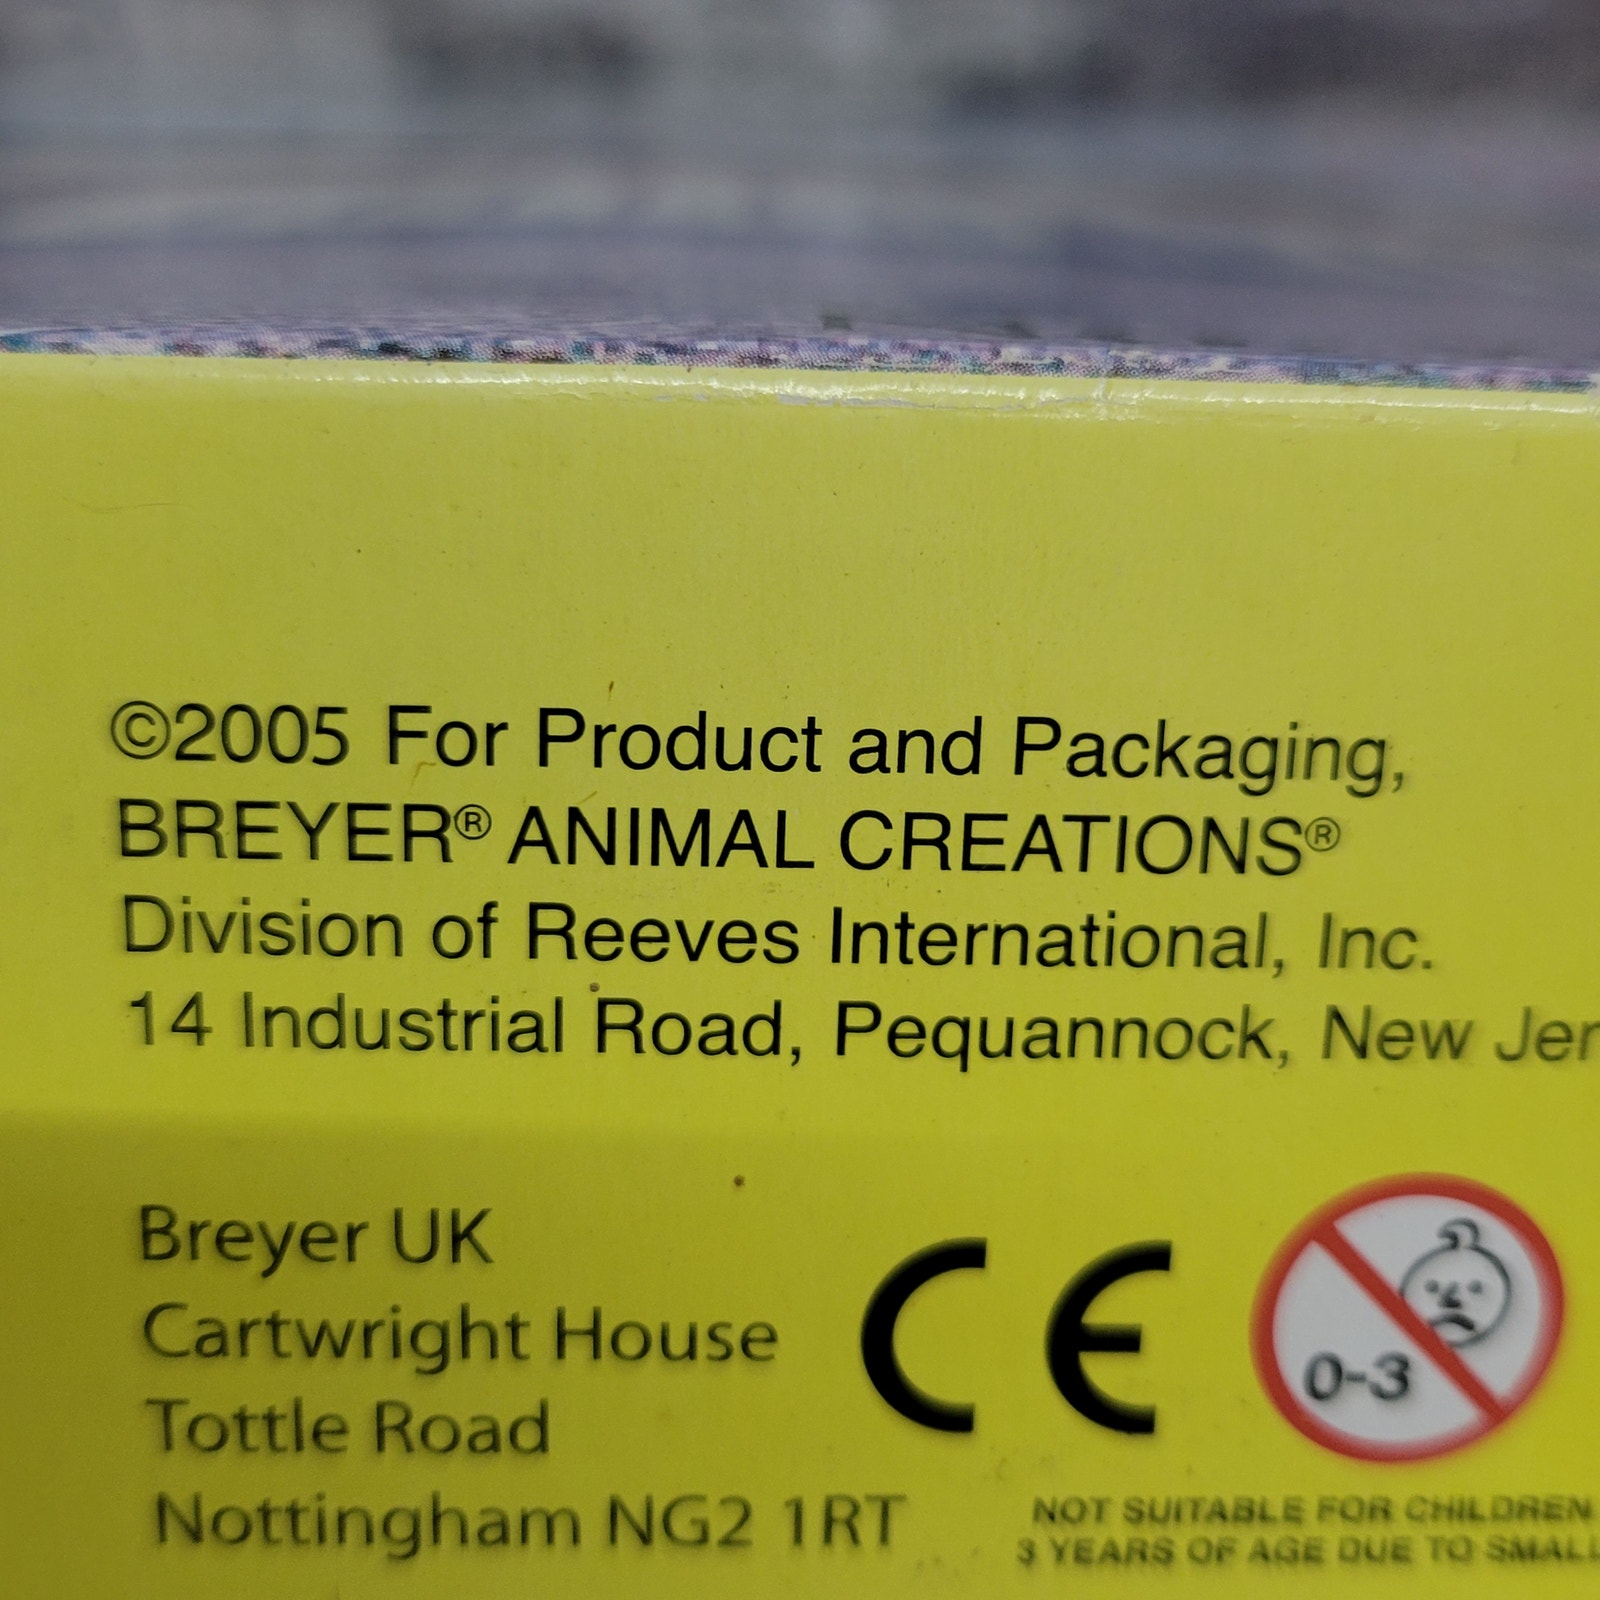 ©2005 For Product and Packaging,
BREYER® ANIMAL CREATIONS®
Division of Reeves International, Inc.
14 Industrial Road, Pequannock, New Jer
Breyer UK
Cartwright House
Tottle Road
Nottingham NG2 1RT
CE
0-3
NOT SUITABLE FOR CHILDREN
3 YEARS OF AGE DUE TO SMALL